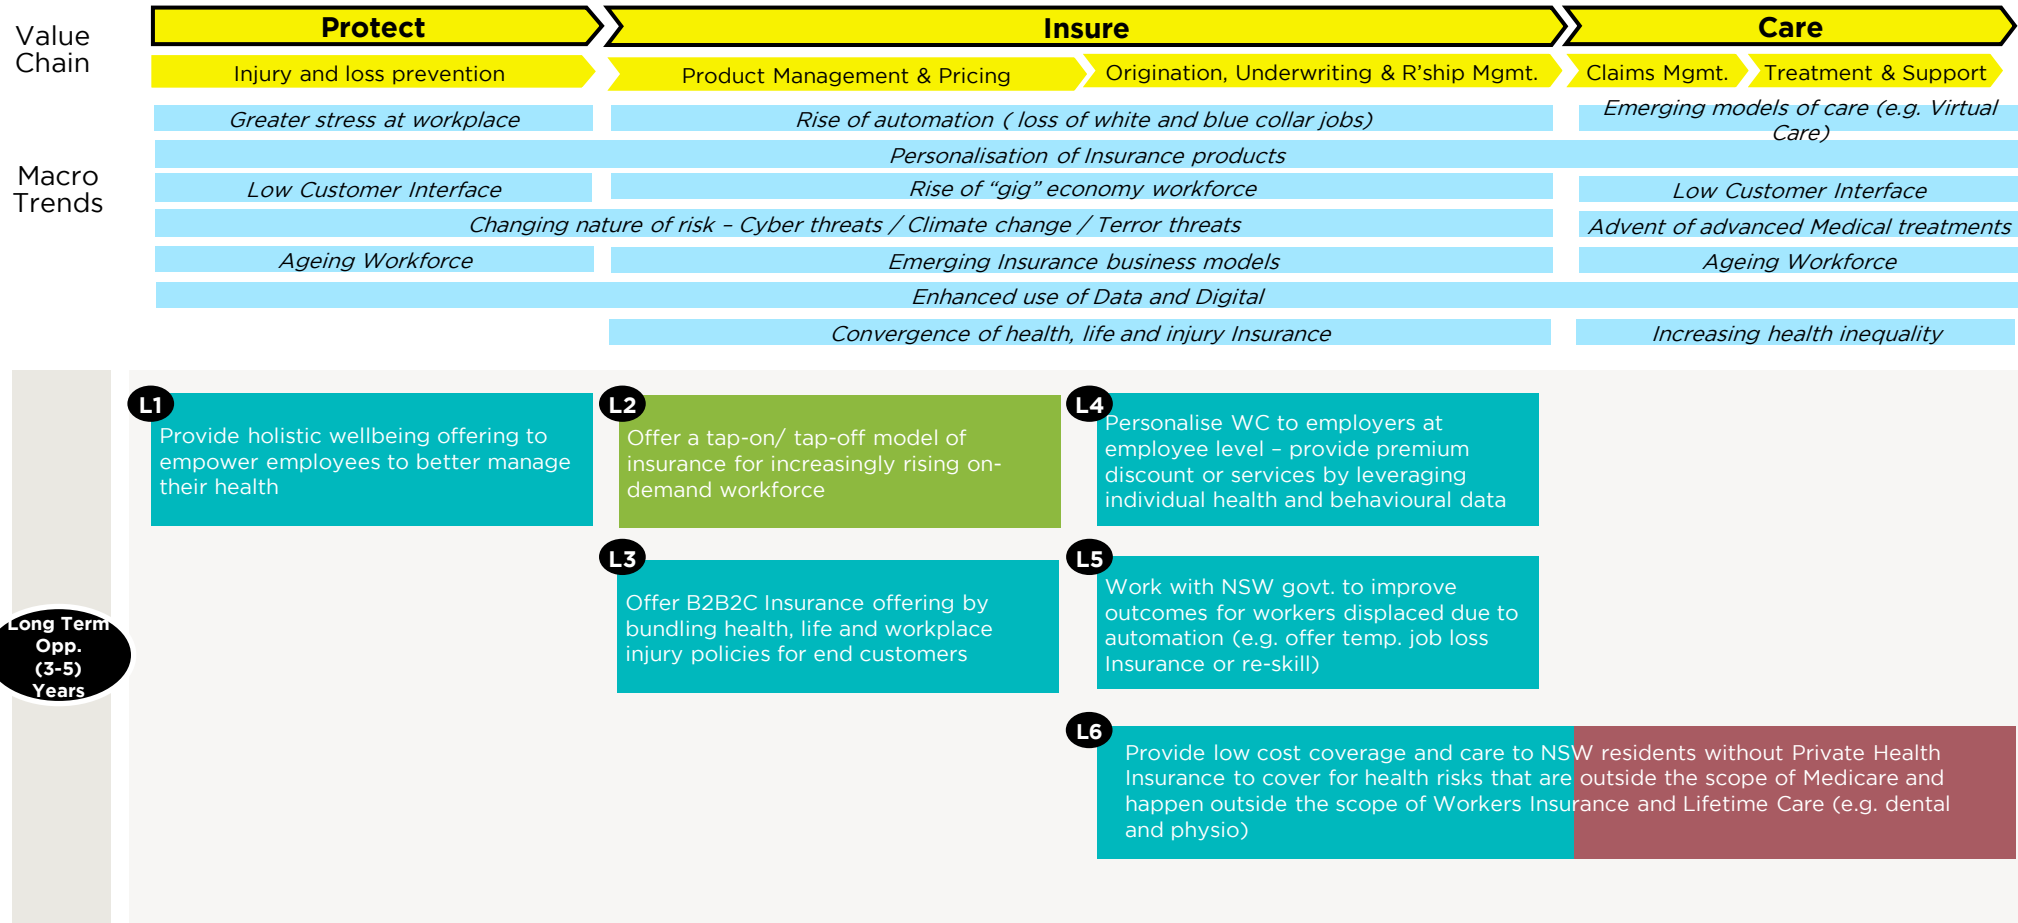 Value
Chain
Protect
Insure
Care
Injury and loss prevention
Product Management & Pricing
Origination, Underwriting & R'ship Mgmt.
Claims Mgmt.
Treatment & Support
Macro
Trends
Greater stress at workplace
Rise of automation ( loss of white and blue collar jobs)
Emerging models of care (e.g. Virtual
Care)
Personalisation of Insurance products
Low Customer Interface
Rise of “gig” economy workforce
Low Customer Interface
Changing nature of risk – Cyber threats / Climate change / Terror threats
Advent of advanced Medical treatments
Ageing Workforce
Emerging Insurance business models
Ageing Workforce
Enhanced use of Data and Digital
Convergence of health, life and injury Insurance
Increasing health inequality
Long Term
Opp.
(3-5)
Years
L1
Provide holistic wellbeing offering to
empower employees to better manage
their health
L2
Offer a tap-on/ tap-off model of
insurance for increasingly rising on-
demand workforce
L3
Offer B2B2C Insurance offering by
bundling health, life and workplace
injury policies for end customers
L4
Personalise WC to employers at
employee level – provide premium
discount or services by leveraging
individual health and behavioural data
L5
Work with NSW govt. to improve
outcomes for workers displaced due to
automation (e.g. offer temp. job loss
Insurance or re-skill)
L6
Provide low cost coverage and care to NSW residents without Private Health
Insurance to cover for health risks that are outside the scope of Medicare and
happen outside the scope of Workers Insurance and Lifetime Care (e.g. dental
and physio)